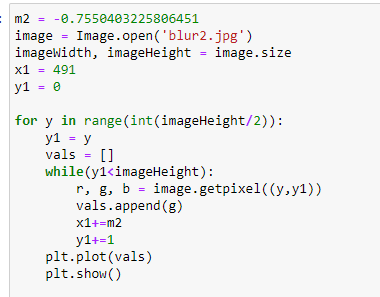 m2 = -0.7550403225806451
image = Image.open('blur2.jpg')
imageWidth, imageHeight = image.size
x1 = 491
y1 = 0

for y in range(int(imageHeight/2)):
    y1 = y
    vals = []
    while(y1<imageHeight):
        r, g, b = image.getpixel((y,y1))
        vals.append(g)
        x1+=m2
        y1+=1
    plt.plot(vals)
    plt.show()